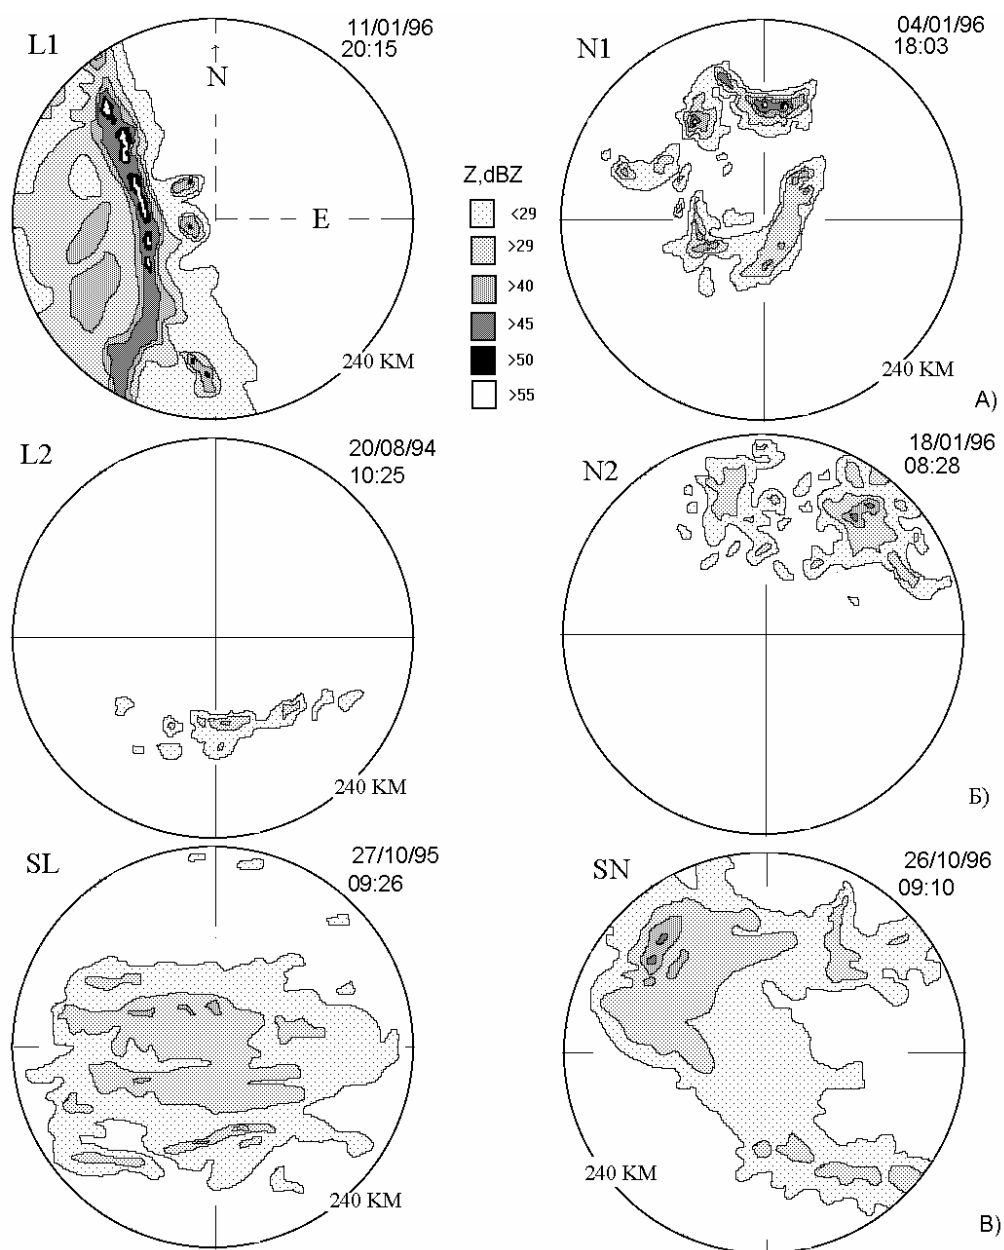 L1
11/01/96
20:15
N
E
240 KM
Z,dBZ
<29
>29
>40
>45
>50
>55
N1
04/01/96
18:03
240 KM
А)
L2
20/08/94
10:25
240 KM
N2
18/01/96
08:28
Б)
SL
27/10/95
09:26
240 KM
SN
26/10/96
09:10
240 KM
В)